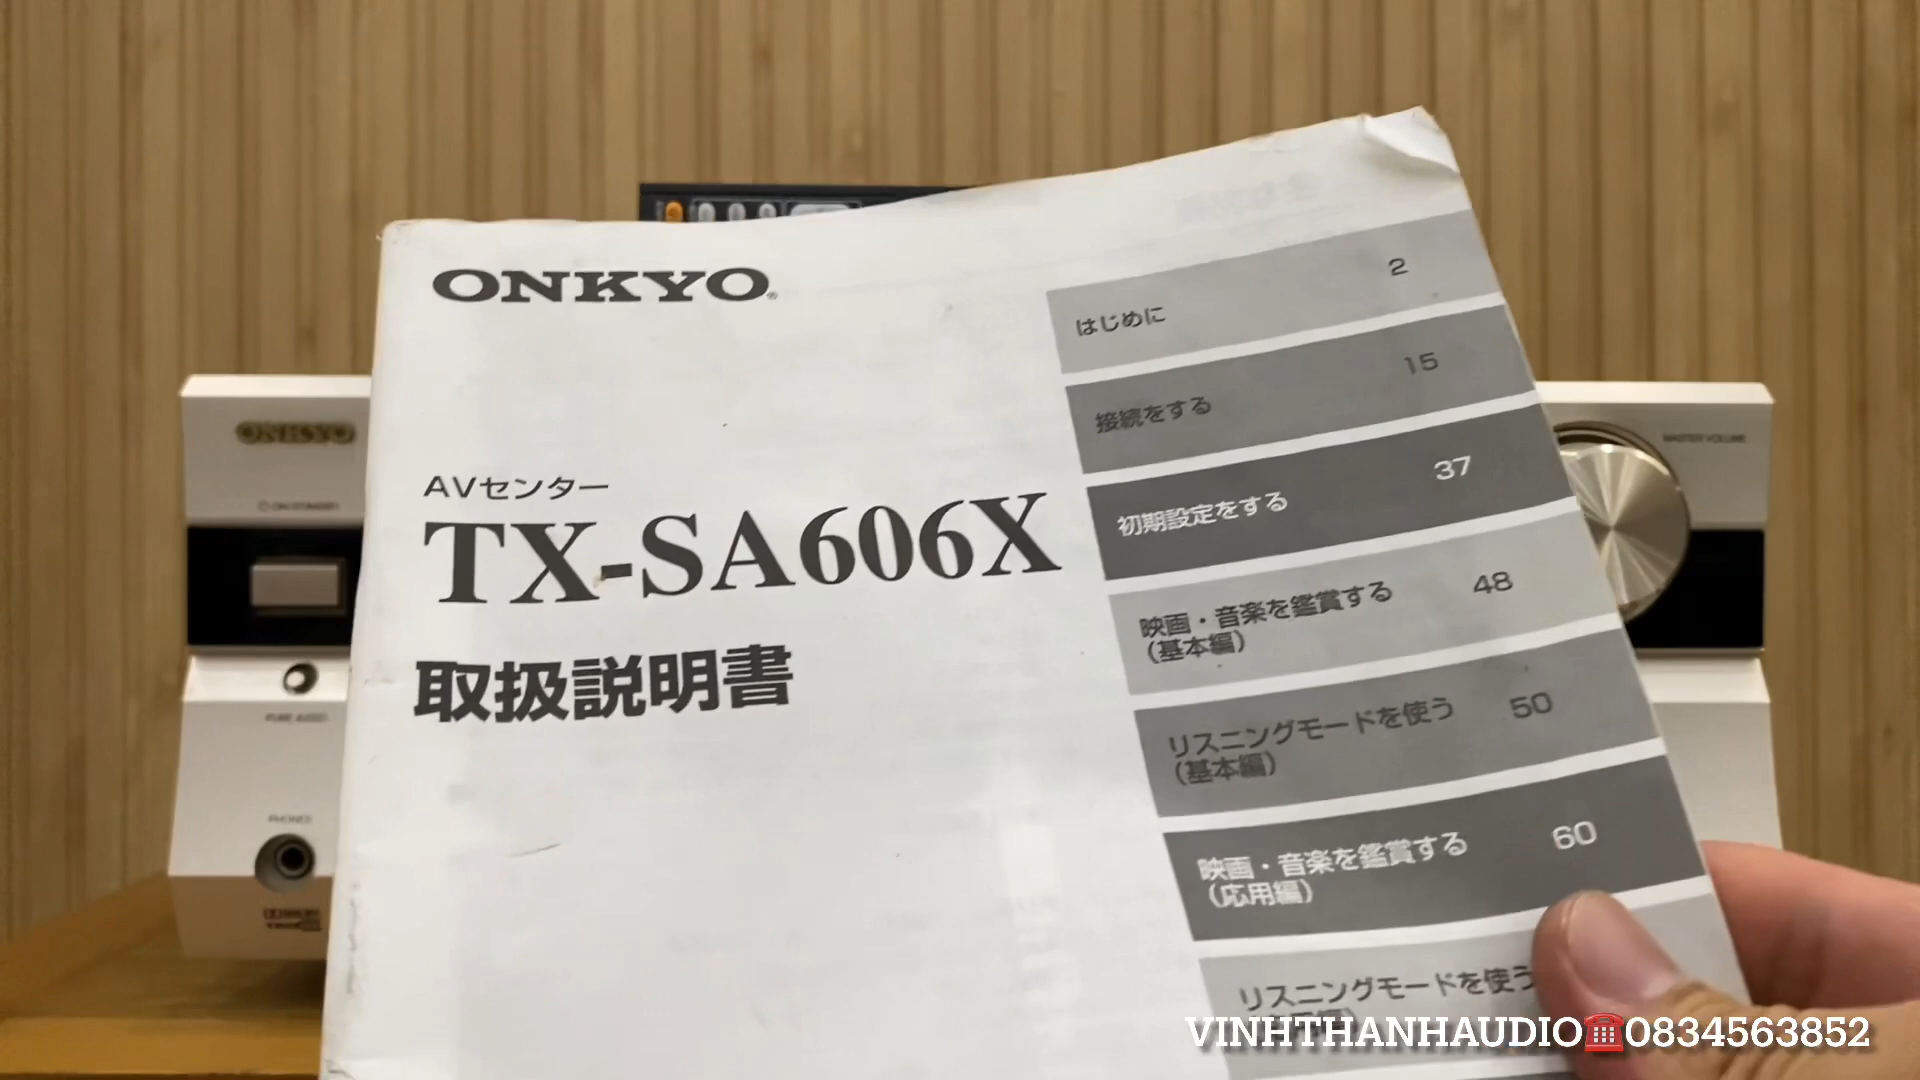 ONKYO®
AVセンター
TX-SA606X
取扱説明書
はじめに 2
接続をする 15
初期設定をする 37
映画・音楽を鑑賞する 48
(基本編)
リスニングモードを使う 50
(基本編)
映画・音楽を鑑賞する 60
(応用編)
リスニングモードを使う
ONKYO
ON/STANDBY
PURE AUDIO
PHONES
MASTER VOLUME
VINHTHANHAUDIO☎0834563852